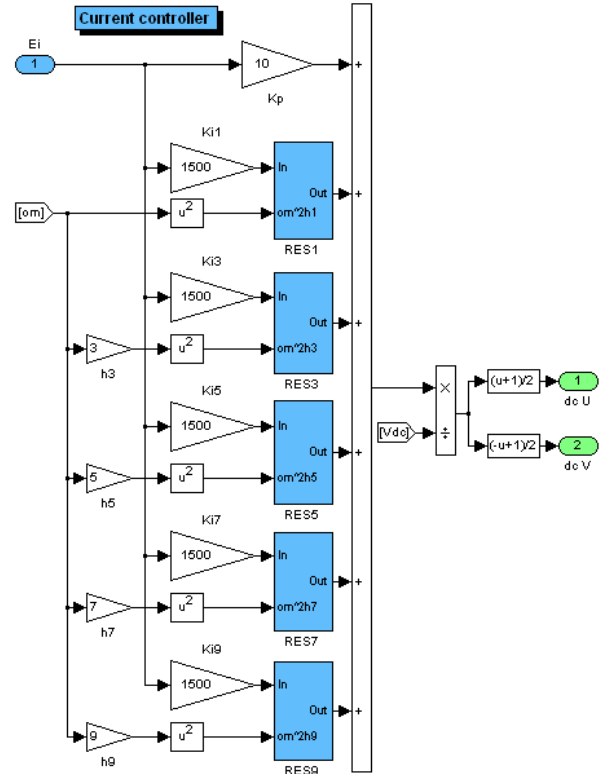 Current controller
Ei
1
10
+
Kp
Ki1
1500
In
Out
+
[om]
u^2
om^2h1
RES1
Ki3
1500
In
Out
+
3
u^2
om^2h3
h3
RES3
Ki5
1500
In
Out
+
5
u^2
om^2h5
h5
RES5
Ki7
1500
In
Out
+
7
u^2
om^2h7
h7
RES7
Ki9
1500
In
Out
+
9
u^2
om^2h9
h9
RES9
×
[Vdc]
÷
(u+1)/2
1
dc U
(-u+1)/2
2
dc V